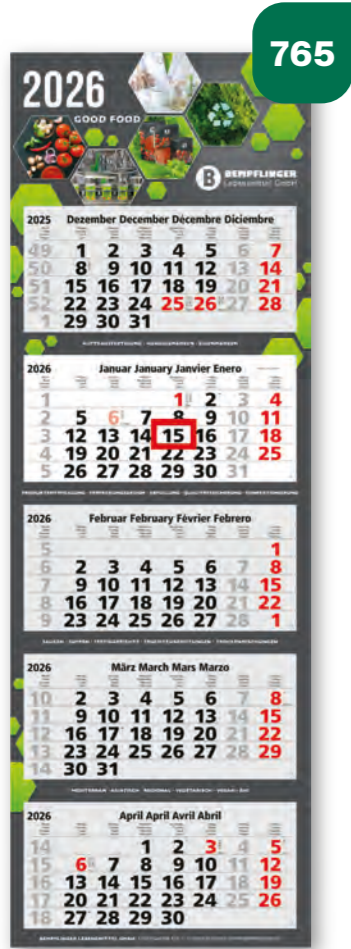 765
2026
GOOD FOOD
B BEMPFLINGER
Lebensmittel GmbH
2025 Dezember December Décembre Diciembre
49 1 2 3 4 5 6 7
50 8 9 10 11 12 13 14
51 15 16 17 18 19 20 21
52 22 23 24 25 26 27 28
1 29 30 31
2026 Januar January Janvier Enero
1 1 2 3 4
2 5 6 7 8 9 10 11
3 12 13 14 15 16 17 18
4 19 20 21 22 23 24 25
5 26 27 28 29 30 31
2026 Februar February Février Febrero
5 1
6 2 3 4 5 6 7 8
7 9 10 11 12 13 14 15
8 16 17 18 19 20 21 22
9 23 24 25 26 27 28 1
2026 März March Mars Marzo
10 2 3 4 5 6 7 8
11 9 10 11 12 13 14 15
12 16 17 18 19 20 21 22
13 23 24 25 26 27 28 29
14 30 31
2026 April April Avril Abril
14 1 2 3 4 5
15 6 7 8 9 10 11 12
16 13 14 15 16 17 18 19
17 20 21 22 23 24 25 26
18 27 28 29 30
BEMPFLINGER LEBENSMITTEL GMBH